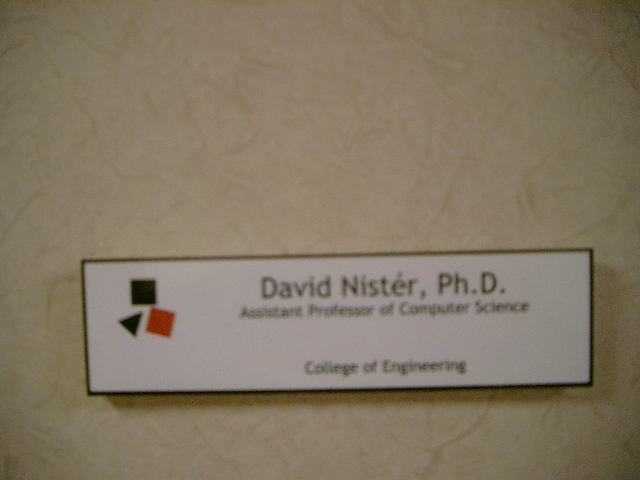 David Nistér, Ph.D.
Assistant Professor of Computer Science
College of Engineering